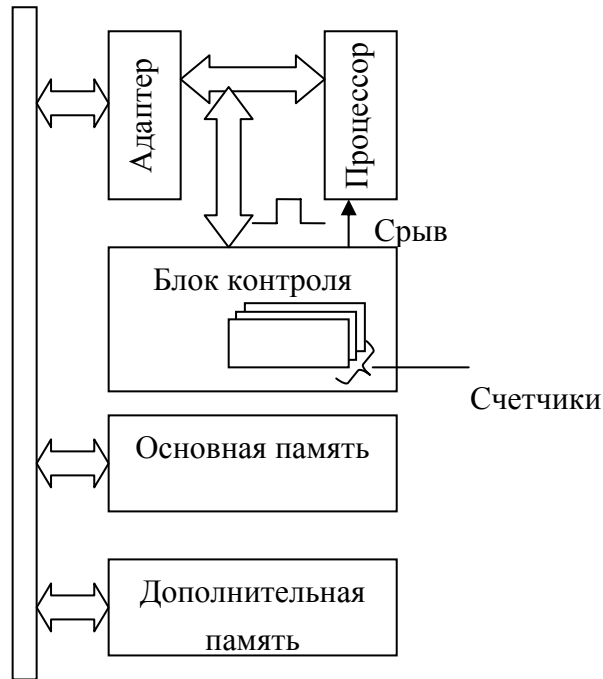 Адаптер
Процессор
Срыв
Блок контроля
Счетчики
Основная память
Дополнительная
память